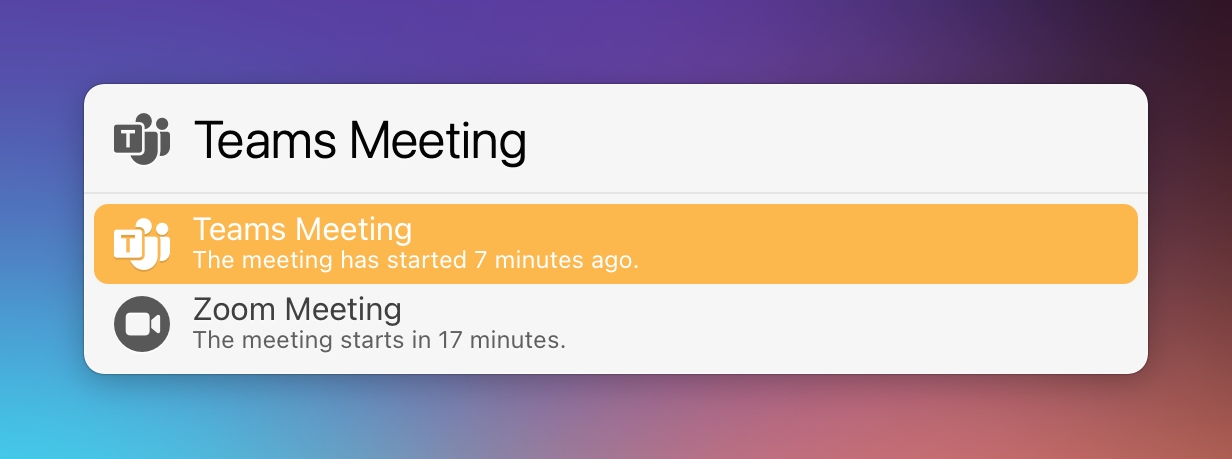 Teams Meeting
Teams Meeting
The meeting has started 7 minutes ago.
Zoom Meeting
The meeting starts in 17 minutes.